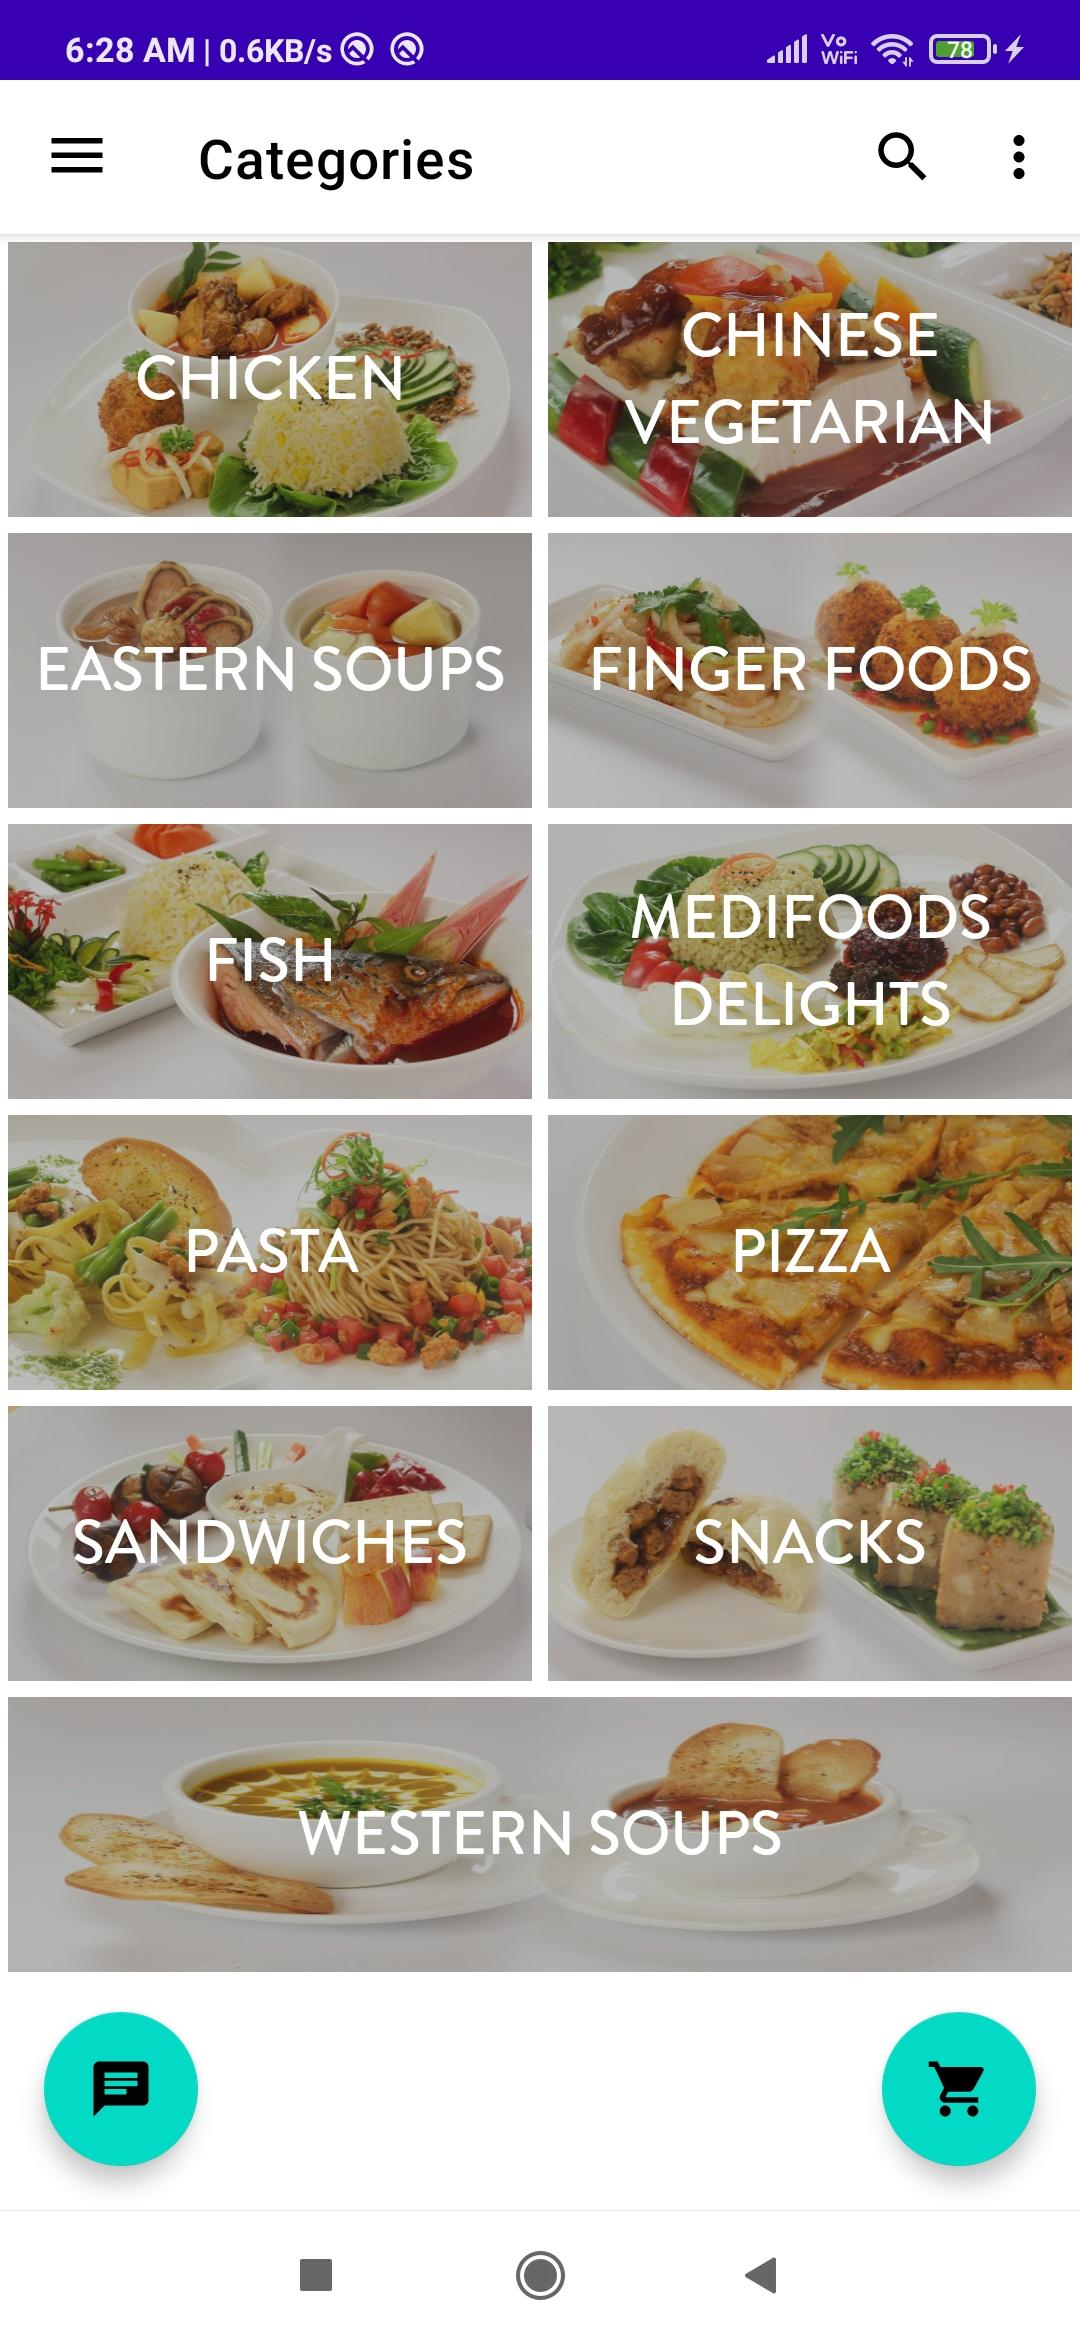 6:28 AM | 0.6KB/s
Vo
WiFi
78
Categories
CHICKEN
CHINESE
VEGETARIAN
EASTERN SOUPS
FINGER FOODS
FISH
MEDIFOODS
DELIGHTS
PASTA
PIZZA
SANDWICHES
SNACKS
WESTERN SOUPS